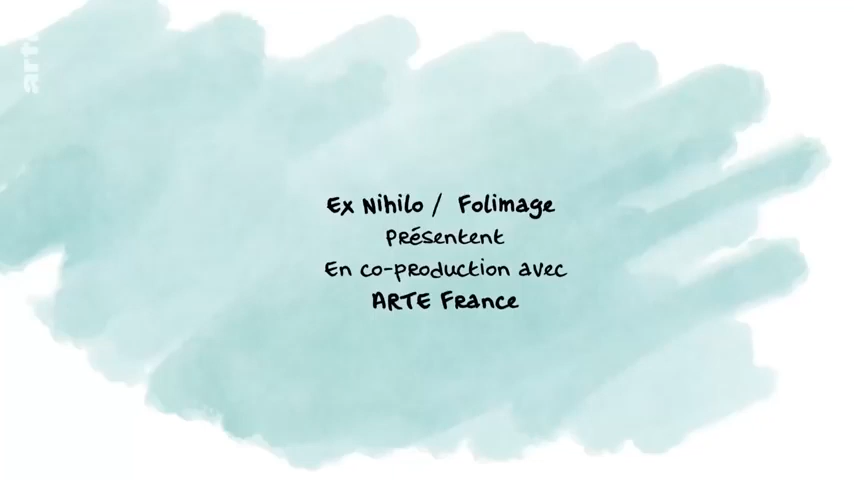 arte
Ex Nihilo / Folimage
Présentent
En co-production avec
ARTE France